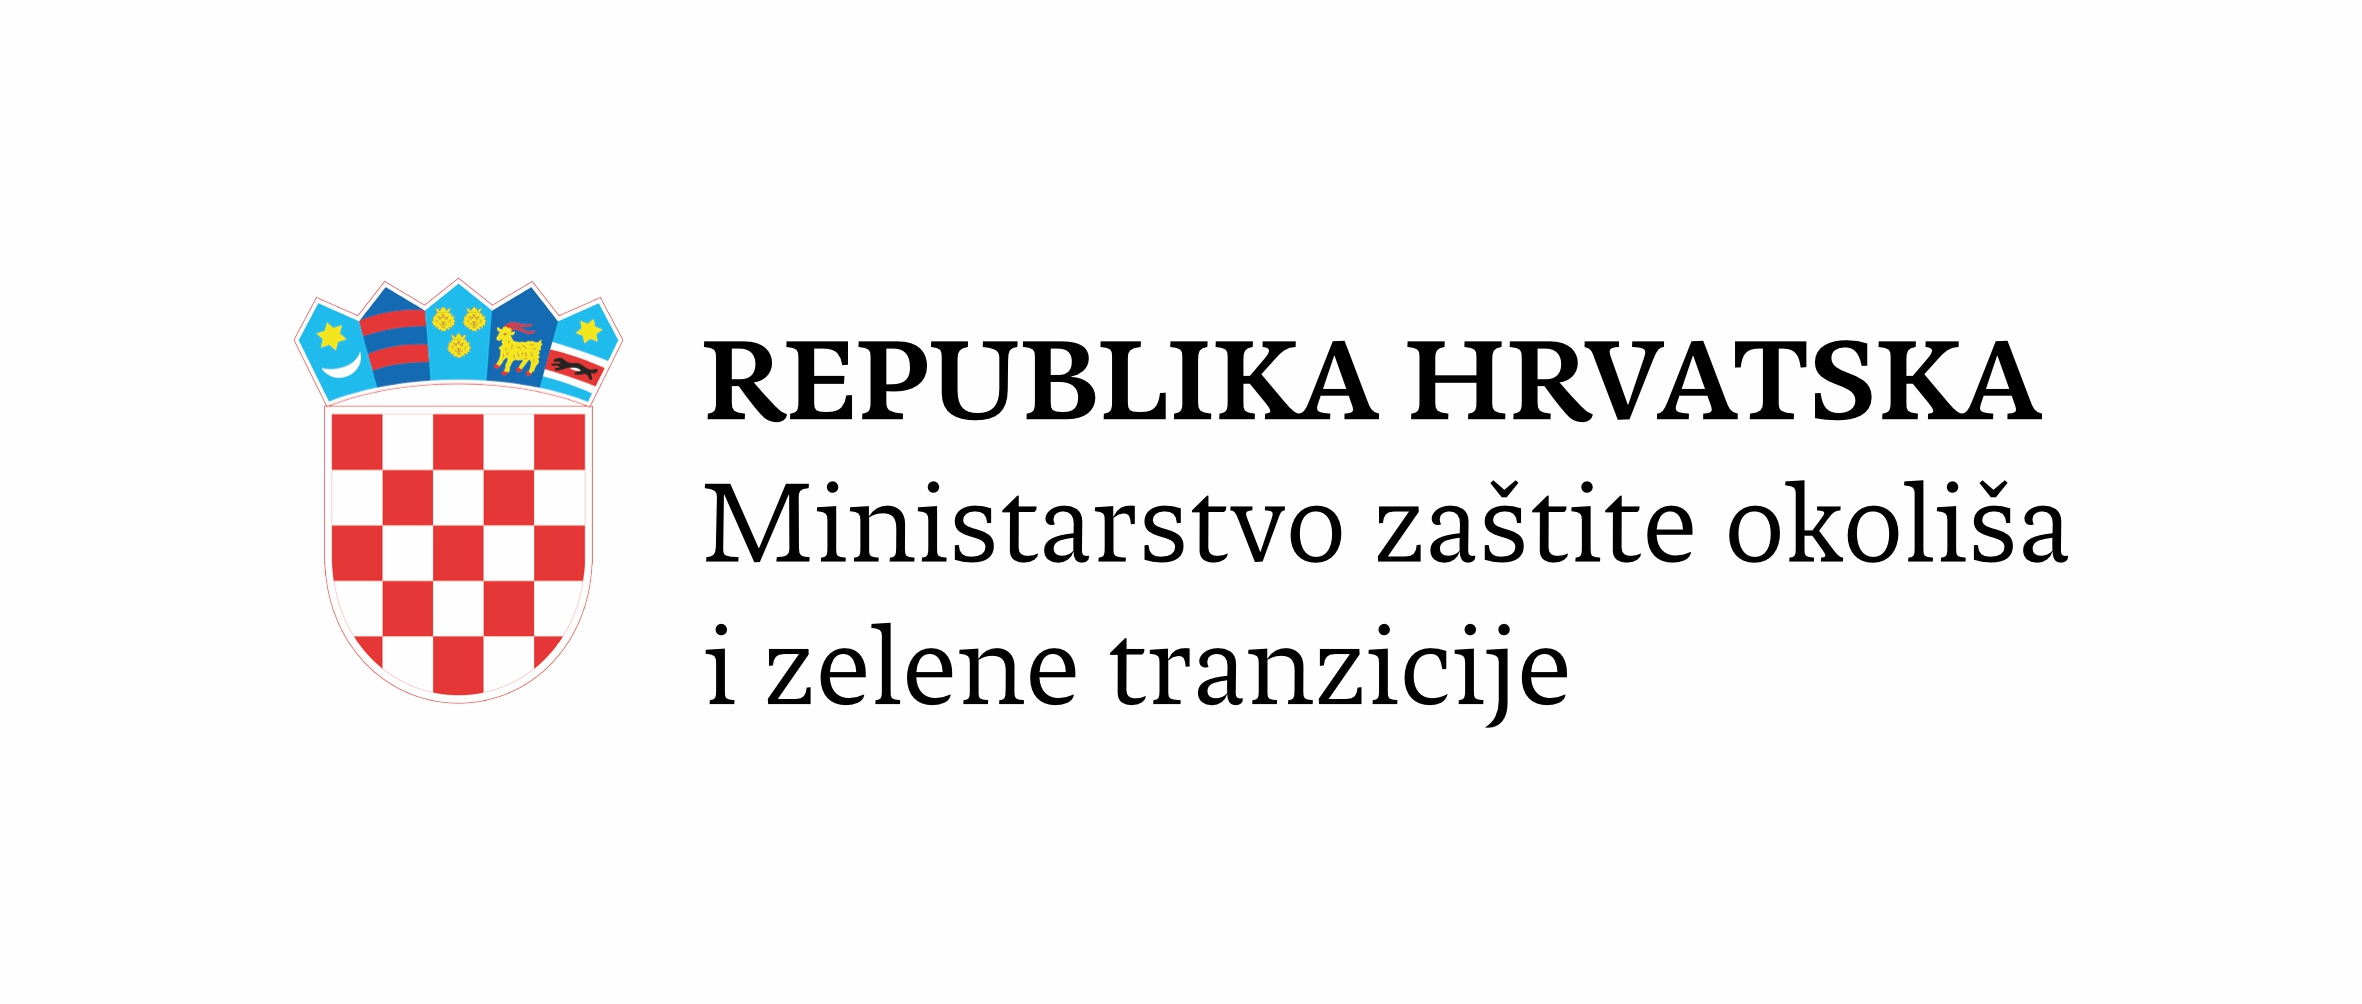 REPUBLIKA HRVATSKA
Ministarstvo zaštite okoliša
i zelene tranzicije